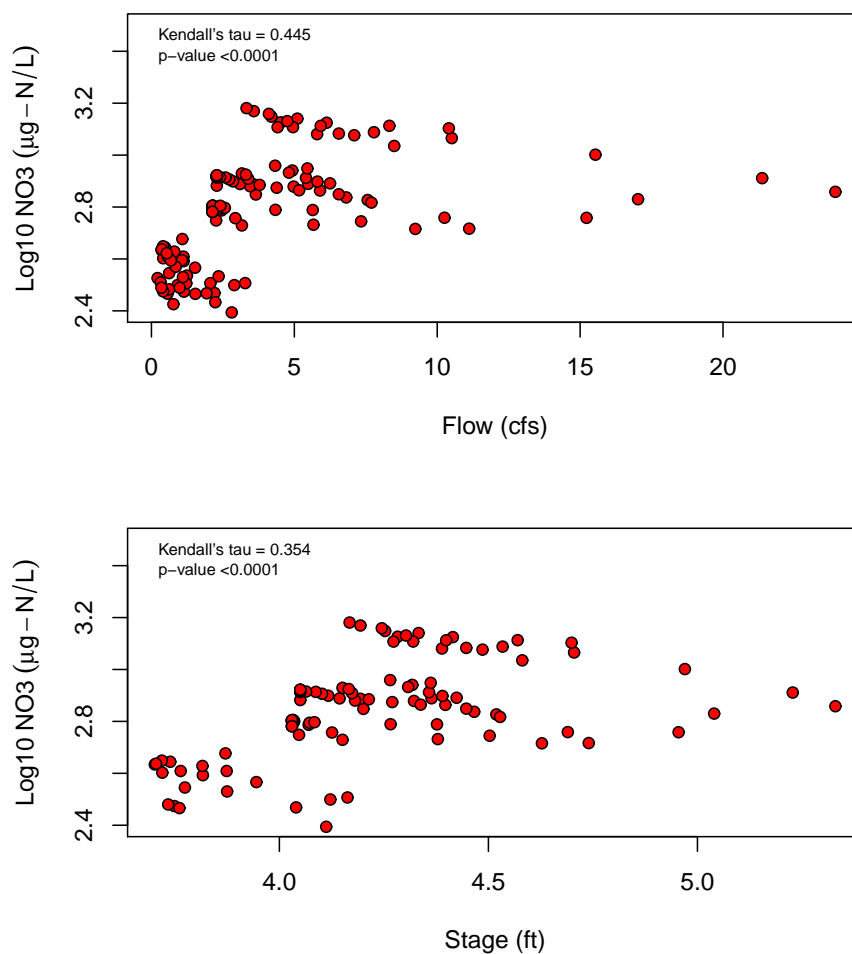 Kendall's tau = 0.445
p−value <0.0001
Log10 NO3 (μg−N/L)
3.2
2.8
2.4
0 5 10 15 20
Flow (cfs)
Kendall's tau = 0.354
p−value <0.0001
Log10 NO3 (μg−N/L)
3.2
2.8
2.4
4.0 4.5 5.0
Stage (ft)